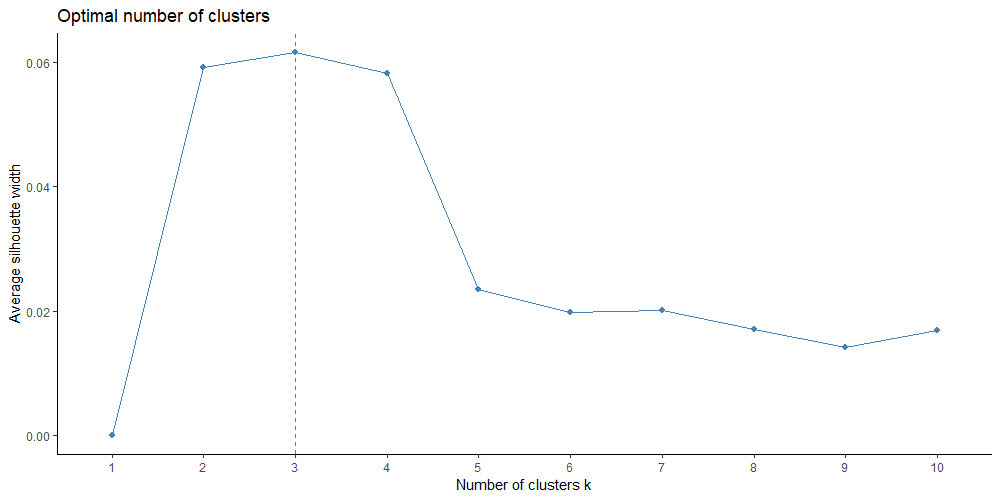 Optimal number of clusters
Average silhouette width
0.06
0.04
0.02
0.00
1 2 3 4 5 6 7 8 9 10
Number of clusters k